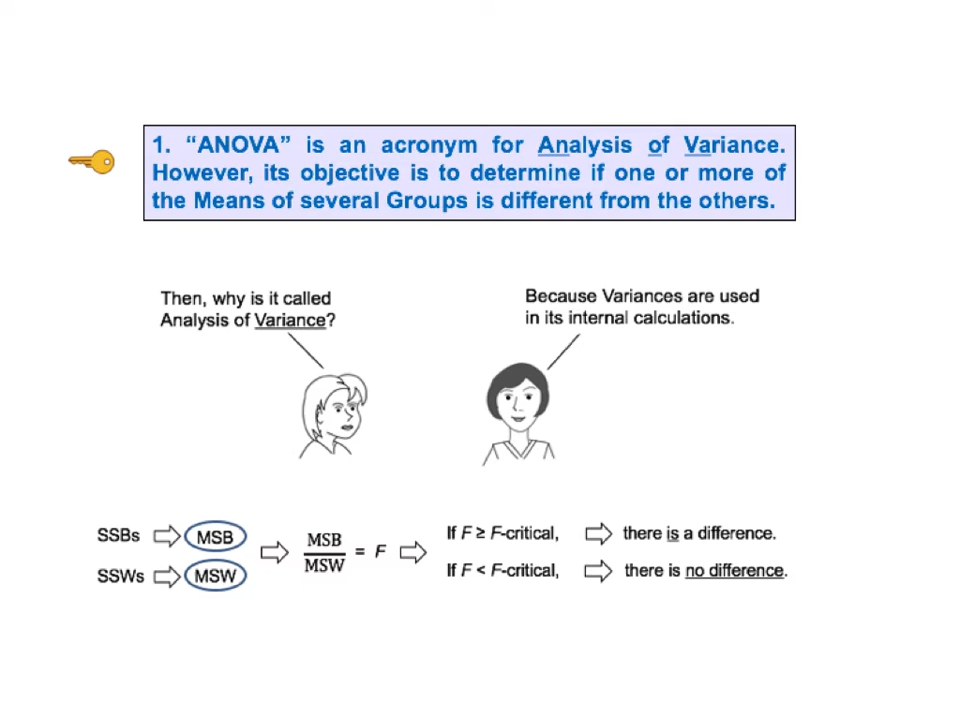 1. “ANOVA” is an acronym for Analysis of Variance.
However, its objective is to determine if one or more of
the Means of several Groups is different from the others.
Then, why is it called
Analysis of Variance?
Because Variances are used
in its internal calculations.
SSBs ⇨ MSB
SSWs ⇨ MSW
⇨ MSB/MSW = F ⇨
If F ≥ F-critical, ⇨ there is a difference.
If F < F-critical, ⇨ there is no difference.